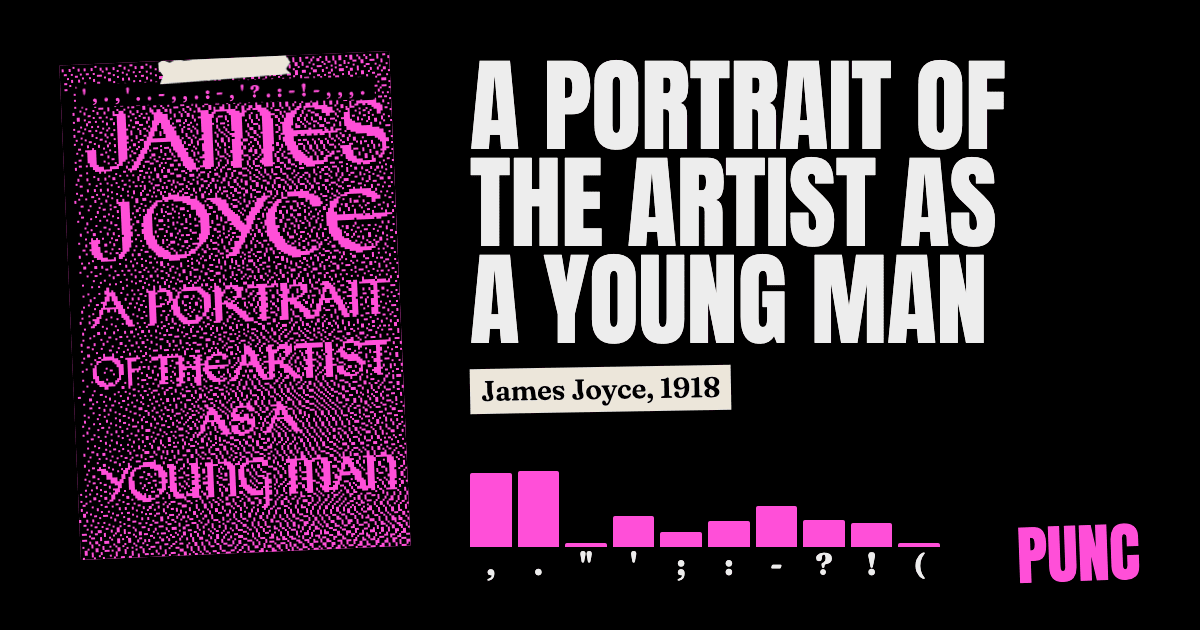 ',.,'..-,,.:-,'?.:-!-,,,.
JAMES
JOYCE
A PORTRAIT
OF THE ARTIST
AS A
YOUNG MAN
A PORTRAIT OF
THE ARTIST AS
A YOUNG MAN
James Joyce, 1918
, . " ' ; : - ? ! (
PUNC